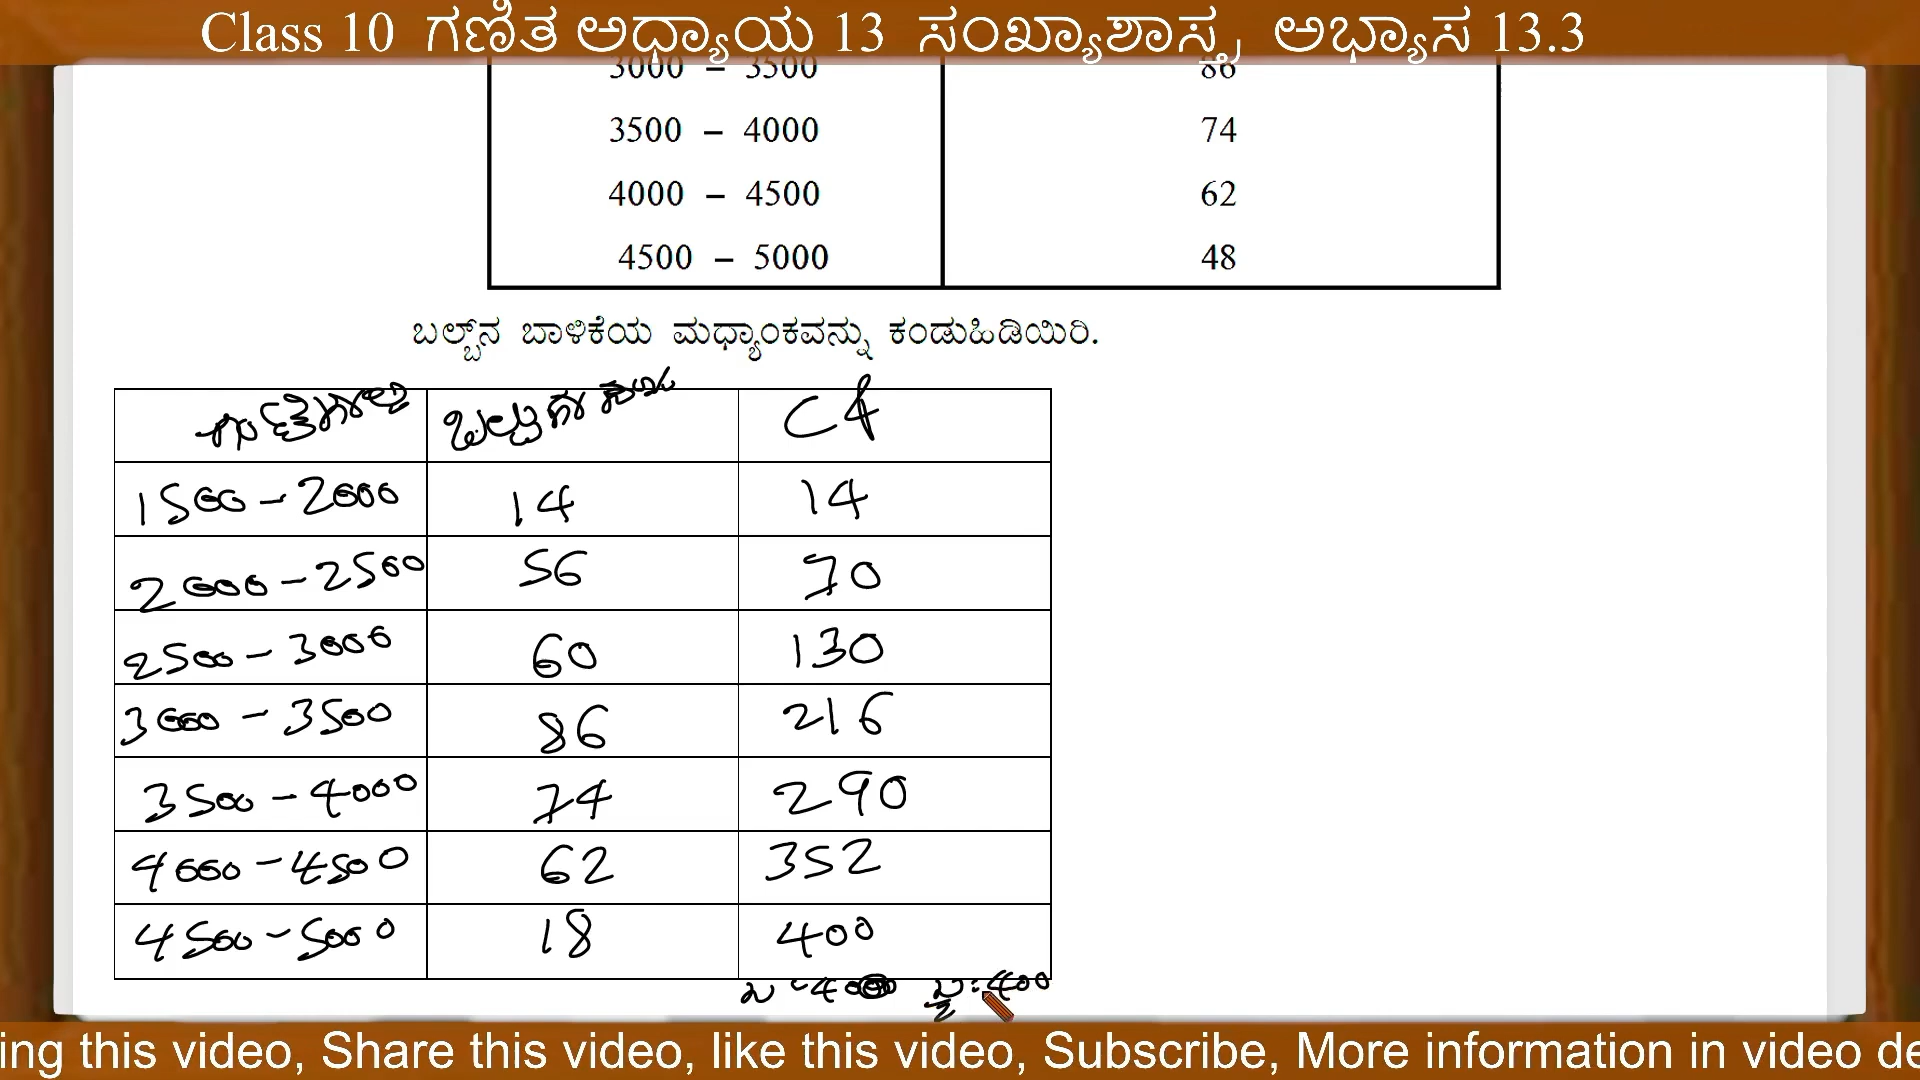 Class 10 ಗಣಿತ ಅಧ್ಯಾಯ 13 ಸಂಖ್ಯಾಶಾಸ್ತ್ರ ಅಭ್ಯಾಸ 13.3
3000 – 3500 86
3500 – 4000 74
4000 – 4500 62
4500 – 5000 48
ಬಲ್ಬ್‌ನ ಬಾಳಿಕೆಯ ಮಧ್ಯಾಂಕವನ್ನು ಕಂಡುಹಿಡಿಯಿರಿ.
cf
1500 – 2000 14 14
2000 – 2500 56 70
2500 – 3000 60 130
3000 – 3500 86 216
3500 – 4000 74 290
4000 – 4500 62 352
4500 – 5000 18 400
ing this video, Share this video, like this video, Subscribe, More information in video de